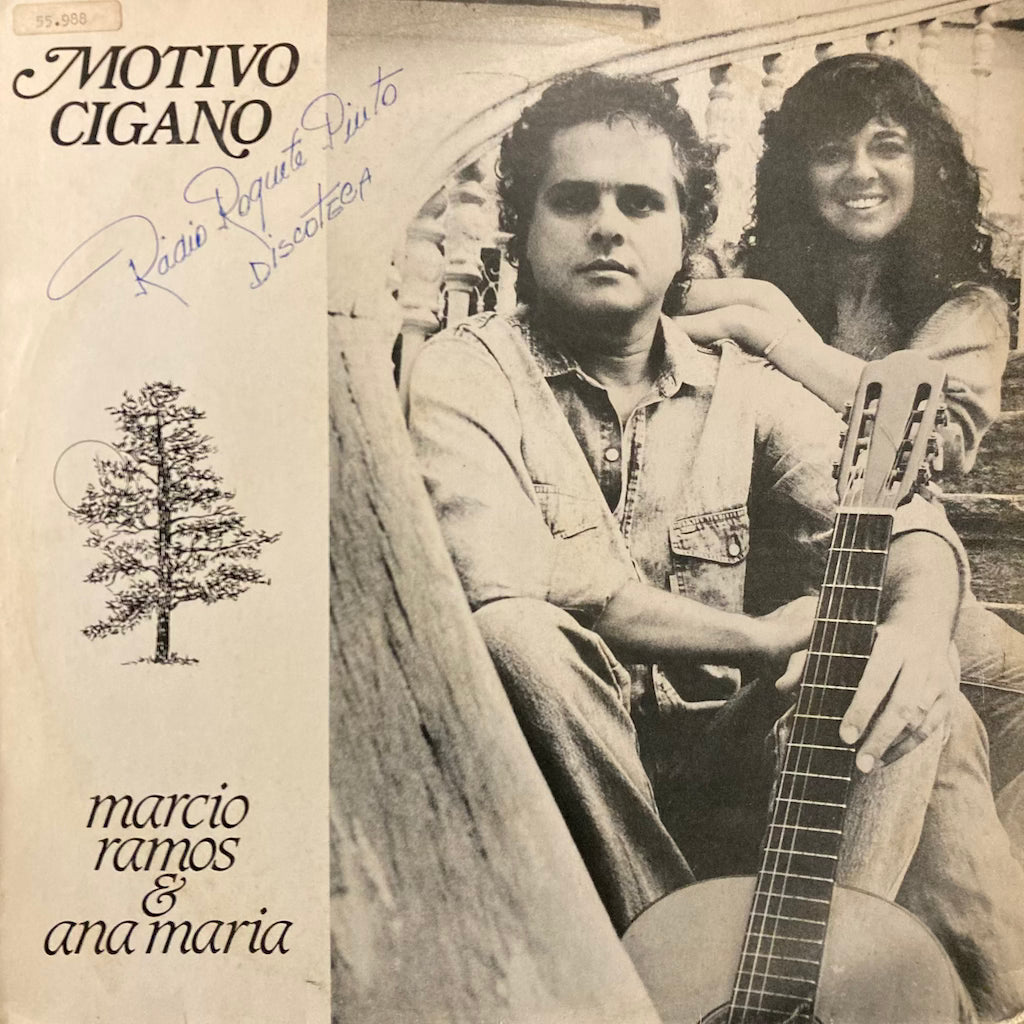 55.988
MOTIVO
CIGANO
Rádio Roquete Pinto
DISCOTECA
marcio
ramos
&
ana maria